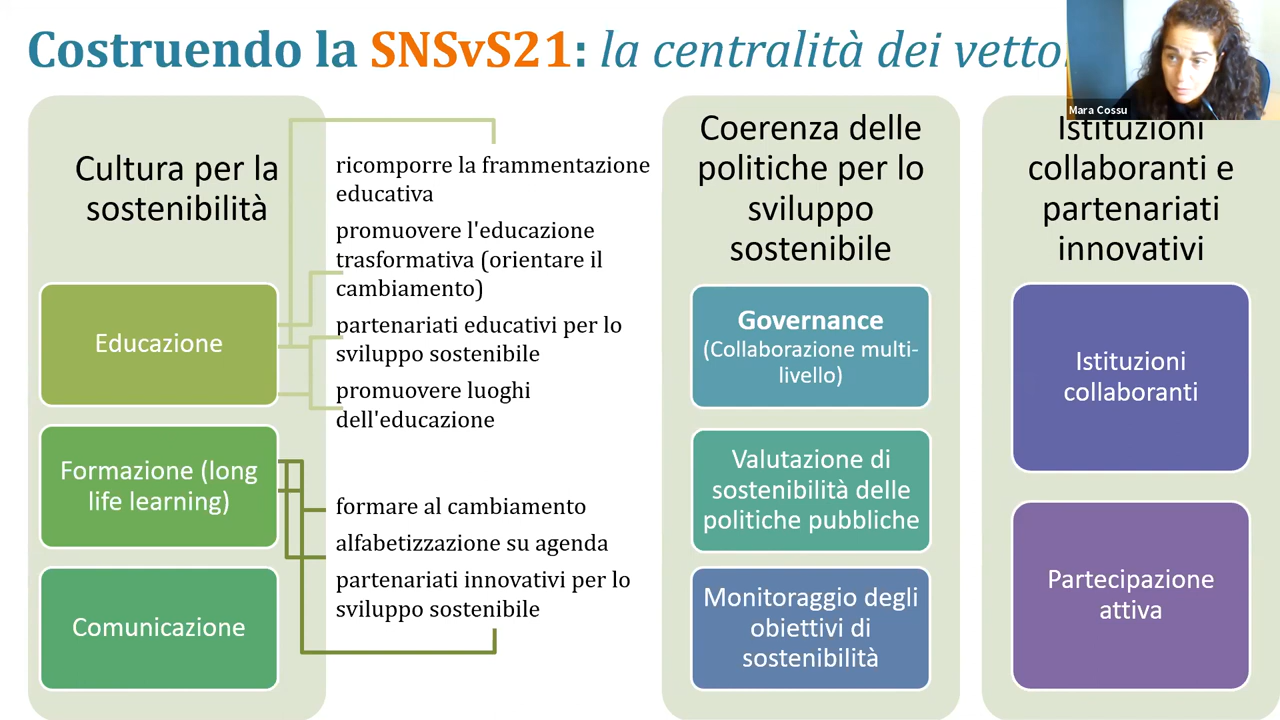 Costruendo la SNSvS21: la centralità dei
Mara Cossu
Cultura per la
sostenibilità
Educazione
Formazione (long
life learning)
Comunicazione
ricomporre la frammentazione
educativa
promuovere l'educazione
trasformativa (orientare il
cambiamento)
partenariati educativi per lo
sviluppo sostenibile
promuovere luoghi
dell'educazione
formare al cambiamento
alfabetizzazione su agenda
partenariati innovativi per lo
sviluppo sostenibile
Coerenza delle
politiche per lo
sviluppo
sostenibile
Governance
(Collaborazione multi-
livello)
Valutazione di
sostenibilità delle
politiche pubbliche
Monitoraggio degli
obiettivi di
sostenibilità
Istituzioni
collaboranti e
partenariati
innovativi
Istituzioni
collaboranti
Partecipazione
attiva